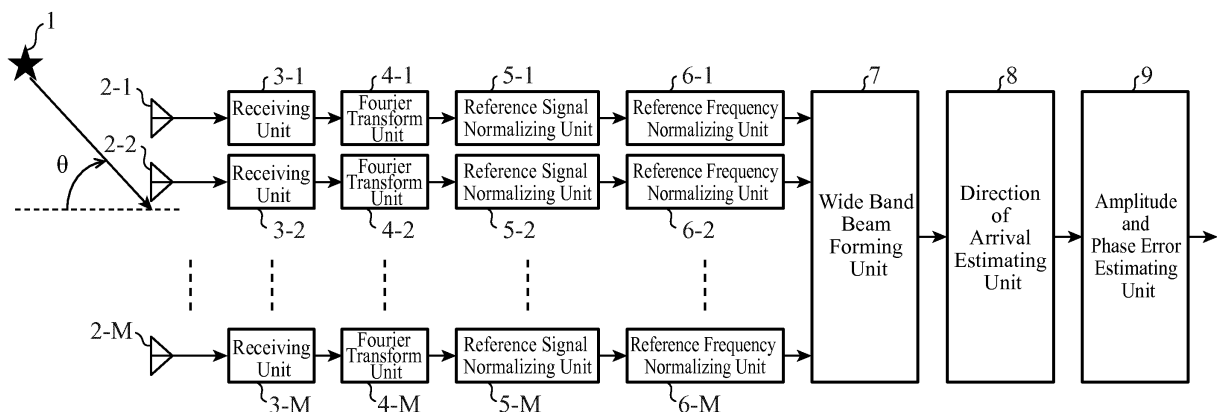 1
2-1
3-1
4-1
5-1
6-1
7
8
9
Receiving
Unit
Fourier
Transform
Unit
Reference Signal
Normalizing Unit
Reference Frequency
Normalizing Unit
2-2
θ
Receiving
Unit
Fourier
Transform
Unit
Reference Signal
Normalizing Unit
Reference Frequency
Normalizing Unit
3-2
4-2
5-2
6-2
Wide Band
Beam
Forming
Unit
Direction
of
Arrival
Estimating
Unit
Amplitude
and
Phase Error
Estimating
Unit
2-M
Receiving
Unit
Fourier
Transform
Unit
Reference Signal
Normalizing Unit
Reference Frequency
Normalizing Unit
3-M
4-M
5-M
6-M